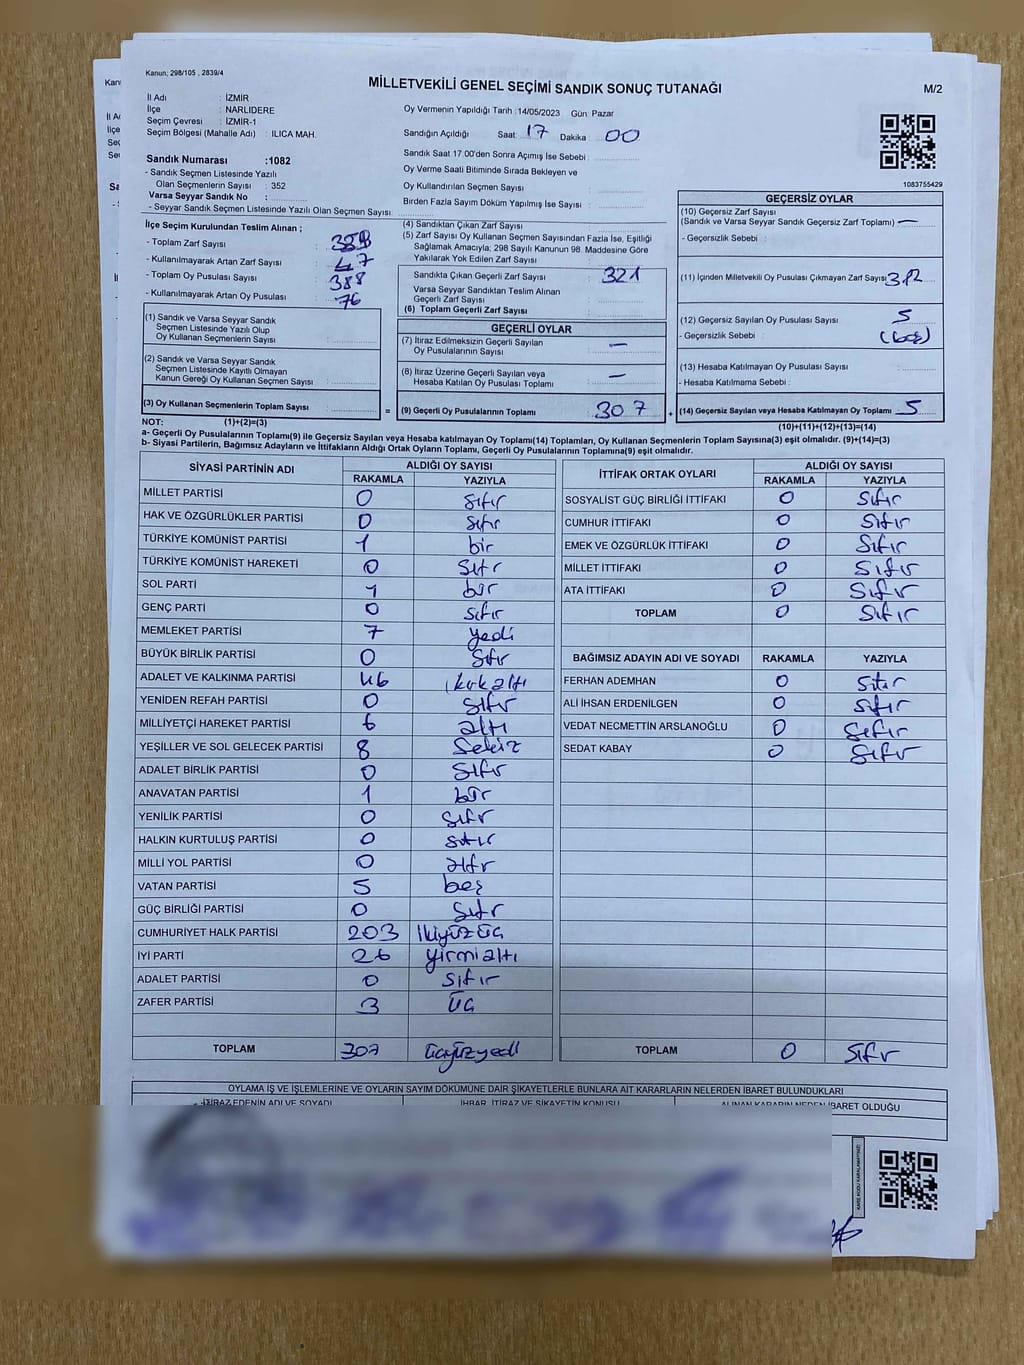 Kanun; 298/105 , 2839/4
MİLLETVEKİLİ GENEL SEÇİMİ SANDIK SONUÇ TUTANAĞI
M/2
İl Adı : İZMİR
İlçe : NARLIDERE
Seçim Çevresi : İZMİR-1
Seçim Bölgesi (Mahalle Adı) : ILICA MAH.
Oy Vermenin Yapıldığı Tarih :14/05/2023 Gün: Pazar
Sandığın Açıldığı Saat: 17 Dakika : 00
Sandık Saat 17 00'den Sonra Açımış İse Sebebi :
Oy Verme Saati Bitiminde Sırada Bekleyen ve
Oy Kullandırılan Seçmen Sayısı :
Birden Fazla Sayım Döküm Yapılmış İse Sayısı :
1083755429
Sandık Numarası :1082
- Sandık Seçmen Listesinde Yazılı
Olan Seçmenlerin Sayısı : 352
Varsa Seyyar Sandık No :
- Seyyar Sandık Seçmen Listesinde Yazılı Olan Seçmen Sayısı
İlçe Seçim Kurulundan Teslim Alınan ;
- Toplam Zarf Sayısı :
- Kullanılmayarak Artan Zarf Sayısı : 47
- Toplam Oy Pusulası Sayısı : 388
- Kullanılmayarak Artan Oy Pusulası : 76
(4) Sandıktan Çıkan Zarf Sayısı :
(5) Zarf Sayısı Oy Kullanan Seçmen Sayısından Fazla İse, Eşitliği
Sağlamak Amacıyla; 298 Sayılı Kanunun 98. Maddesine Göre
Yakılarak Yok Edilen Zarf Sayısı :
Sandıkta Çıkan Geçerli Zarf Sayısı : 321
Varsa Seyyar Sandıktan Teslim Alınan
Geçerli Zarf Sayısı :
(6) Toplam Geçerli Zarf Sayısı :
GEÇERSİZ OYLAR
(10) Geçersiz Zarf Sayısı
(Sandık ve Varsa Seyyar Sandık Geçersiz Zarf Toplamı) : —
- Geçersizlik Sebebi :
(11) İçinden Milletvekili Oy Pusulası Çıkmayan Zarf Sayısı: 312
(12) Geçersiz Sayılan Oy Pusulası Sayısı : 5
- Geçersizlik Sebebi : (beş)
(13) Hesaba Katılmayan Oy Pusulası Sayısı :
- Hesaba Katılmama Sebebi :
(14) Geçersiz Sayılan veya Hesaba Katılmayan Oy Toplamı : 5
(1) Sandık ve Varsa Seyyar Sandık
Seçmen Listesinde Yazılı Olup
Oy Kullanan Seçmenlerin Sayısı :
(2) Sandık ve Varsa Seyyar Sandık
Seçmen Listesinde Kayıtlı Olmayan
Kanun Gereği Oy Kullanan Seçmen Sayısı :
(3) Oy Kullanan Seçmenlerin Toplam Sayısı : =
GEÇERLİ OYLAR
(7) İtiraz Edilmeksizin Geçerli Sayılan
Oy Pusulalarının Sayısı : —
(8) İtiraz Üzerine Geçerli Sayılan veya
Hesaba Katılan Oy Pusulası Toplamı : —
(9) Geçerli Oy Pusulalarının Toplamı : 307 +
NOT: (1)+(2)=(3)
(10)+(11)+(12)+(13)=(14)
a- Geçerli Oy Pusulalarının Toplamı(9) ile Geçersiz Sayılan veya Hesaba katılmayan Oy Toplamı(14) Toplamları, Oy Kullanan Seçmenlerin Toplam Sayısına(3) eşit olmalıdır. (9)+(14)=(3)
b- Siyasi Partilerin, Bağımsız Adayların ve İttifakların Aldığı Ortak Oyların Toplamı, Geçerli Oy Pusulalarının Toplamına(9) eşit olmalıdır.
SİYASİ PARTİNİN ADI ALDIĞI OY SAYISI
RAKAMLA YAZIYLA
MİLLET PARTİSİ 0 sıfır
HAK VE ÖZGÜRLÜKLER PARTİSİ 0 sıfır
TÜRKİYE KOMÜNİST PARTİSİ 1 bir
TÜRKİYE KOMÜNİST HAREKETİ 0 sıfır
SOL PARTİ 1 bir
GENÇ PARTİ 0 sıfır
MEMLEKET PARTİSİ 7 yedi
BÜYÜK BİRLİK PARTİSİ 0 sıfır
ADALET VE KALKINMA PARTİSİ 46 kırkaltı
YENİDEN REFAH PARTİSİ 0 sıfır
MİLLİYETÇİ HAREKET PARTİSİ 6 altı
YEŞİLLER VE SOL GELECEK PARTİSİ 8 Sekiz
ADALET BİRLİK PARTİSİ 0 sıfır
ANAVATAN PARTİSİ 1 bir
YENİLİK PARTİSİ 0 sıfır
HALKIN KURTULUŞ PARTİSİ 0 sıfır
MİLLİ YOL PARTİSİ 0 sıfır
VATAN PARTİSİ 5 beş
GÜÇ BİRLİĞİ PARTİSİ 0 sıfır
CUMHURİYET HALK PARTİSİ 203 İkiyüzüç
İYİ PARTİ 26 yirmialtı
ADALET PARTİSİ 0 sıfır
ZAFER PARTİSİ 3 üç
TOPLAM 307 üçyüzyedi
İTTİFAK ORTAK OYLARI ALDIĞI OY SAYISI
RAKAMLA YAZIYLA
SOSYALİST GÜÇ BİRLİĞİ İTTİFAKI 0 sıfır
CUMHUR İTTİFAKI 0 sıfır
EMEK VE ÖZGÜRLÜK İTTİFAKI 0 sıfır
MİLLET İTTİFAKI 0 sıfır
ATA İTTİFAKI 0 sıfır
TOPLAM 0 sıfır
BAĞIMSIZ ADAYIN ADI VE SOYADI RAKAMLA YAZIYLA
FERHAN ADEMHAN 0 sıfır
ALİ İHSAN ERDENİLGEN 0 sıfır
VEDAT NECMETTİN ARSLANOĞLU 0 sıfır
SEDAT KABAY 0 sıfır
TOPLAM 0 sıfır
OYLAMA İŞ VE İŞLEMLERİNE VE OYLARIN SAYIM DÖKÜMÜNE DAİR ŞİKAYETLERLE BUNLARA AİT KARARLARIN NELERDEN İBARET BULUNDUKLARI
İTİRAZ EDENİN ADI VE SOYADI İHBAR, İTİRAZ VE ŞİKAYETİN KONUSU ALINAN KARARIN NEDEN İBARET OLDUĞU